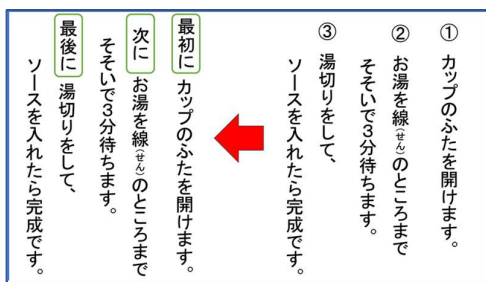 ① カップのふたを開けます。
② お湯を線(せん)のところまで
そそいで3分待ちます。
③ 湯切りをして、
ソースを入れたら完成です。
最初に カップのふたを開けます。
次に お湯を線(せん)のところまで
そそいで3分待ちます。
最後に 湯切りをして、
ソースを入れたら完成です。